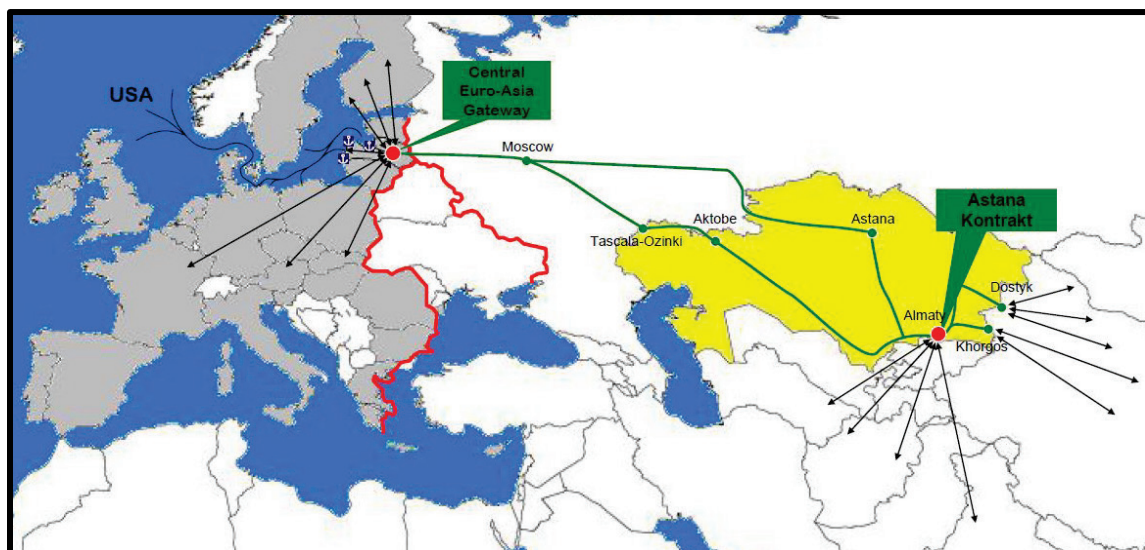 USA
Central
Euro-Asia
Gateway
Moscow
Tascala-Ozinki
Aktobe
Astana
Astana
Kontrakt
Dostyk
Almaty
Khorgos